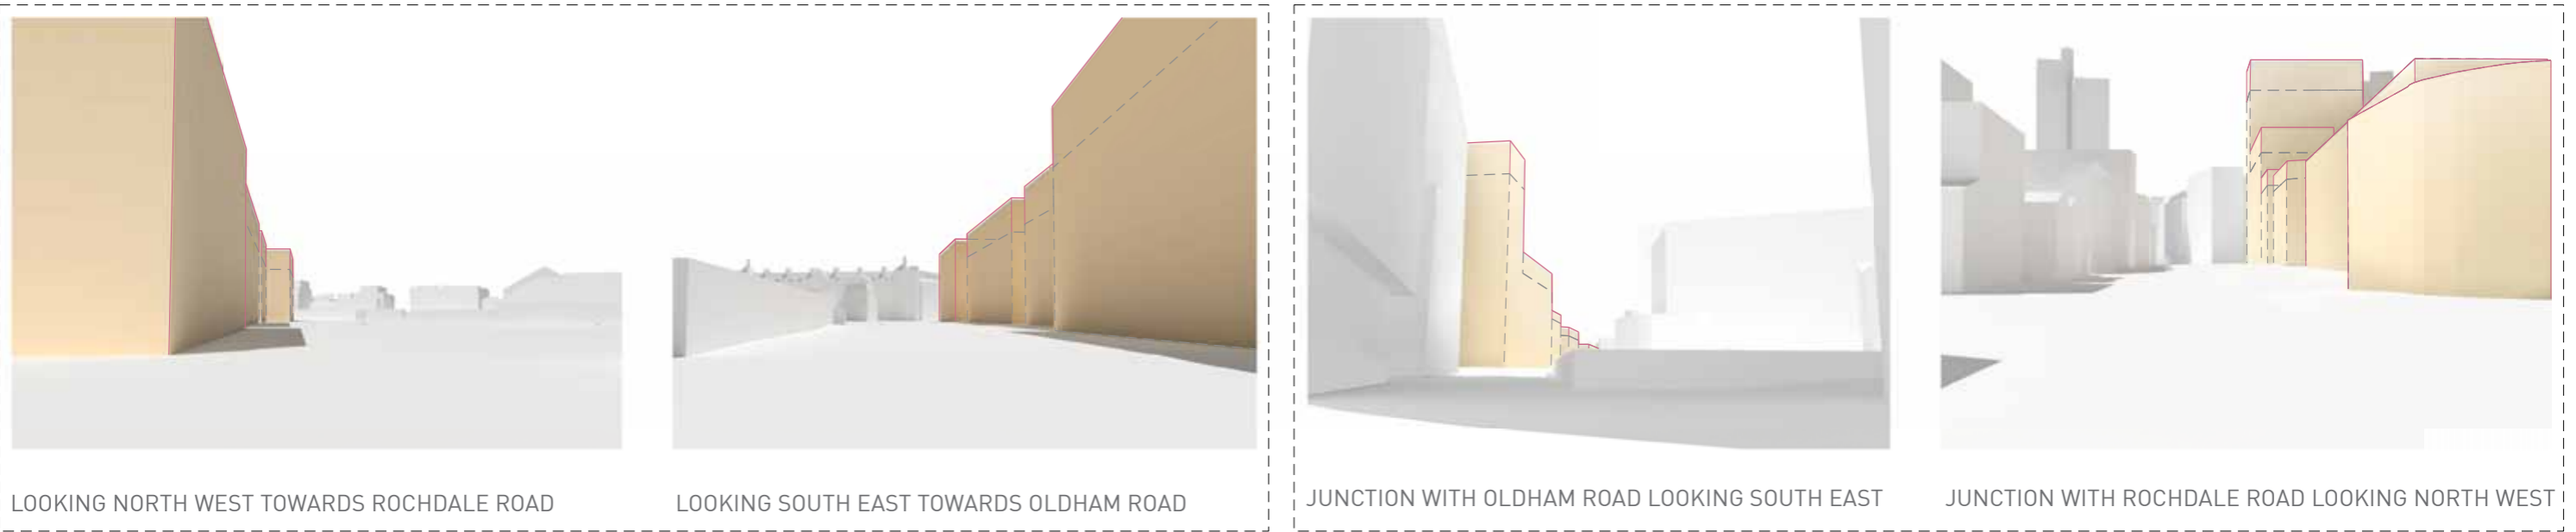 LOOKING NORTH WEST TOWARDS ROCHDALE ROAD
LOOKING SOUTH EAST TOWARDS OLDHAM ROAD
JUNCTION WITH OLDHAM ROAD LOOKING SOUTH EAST
JUNCTION WITH ROCHDALE ROAD LOOKING NORTH WEST